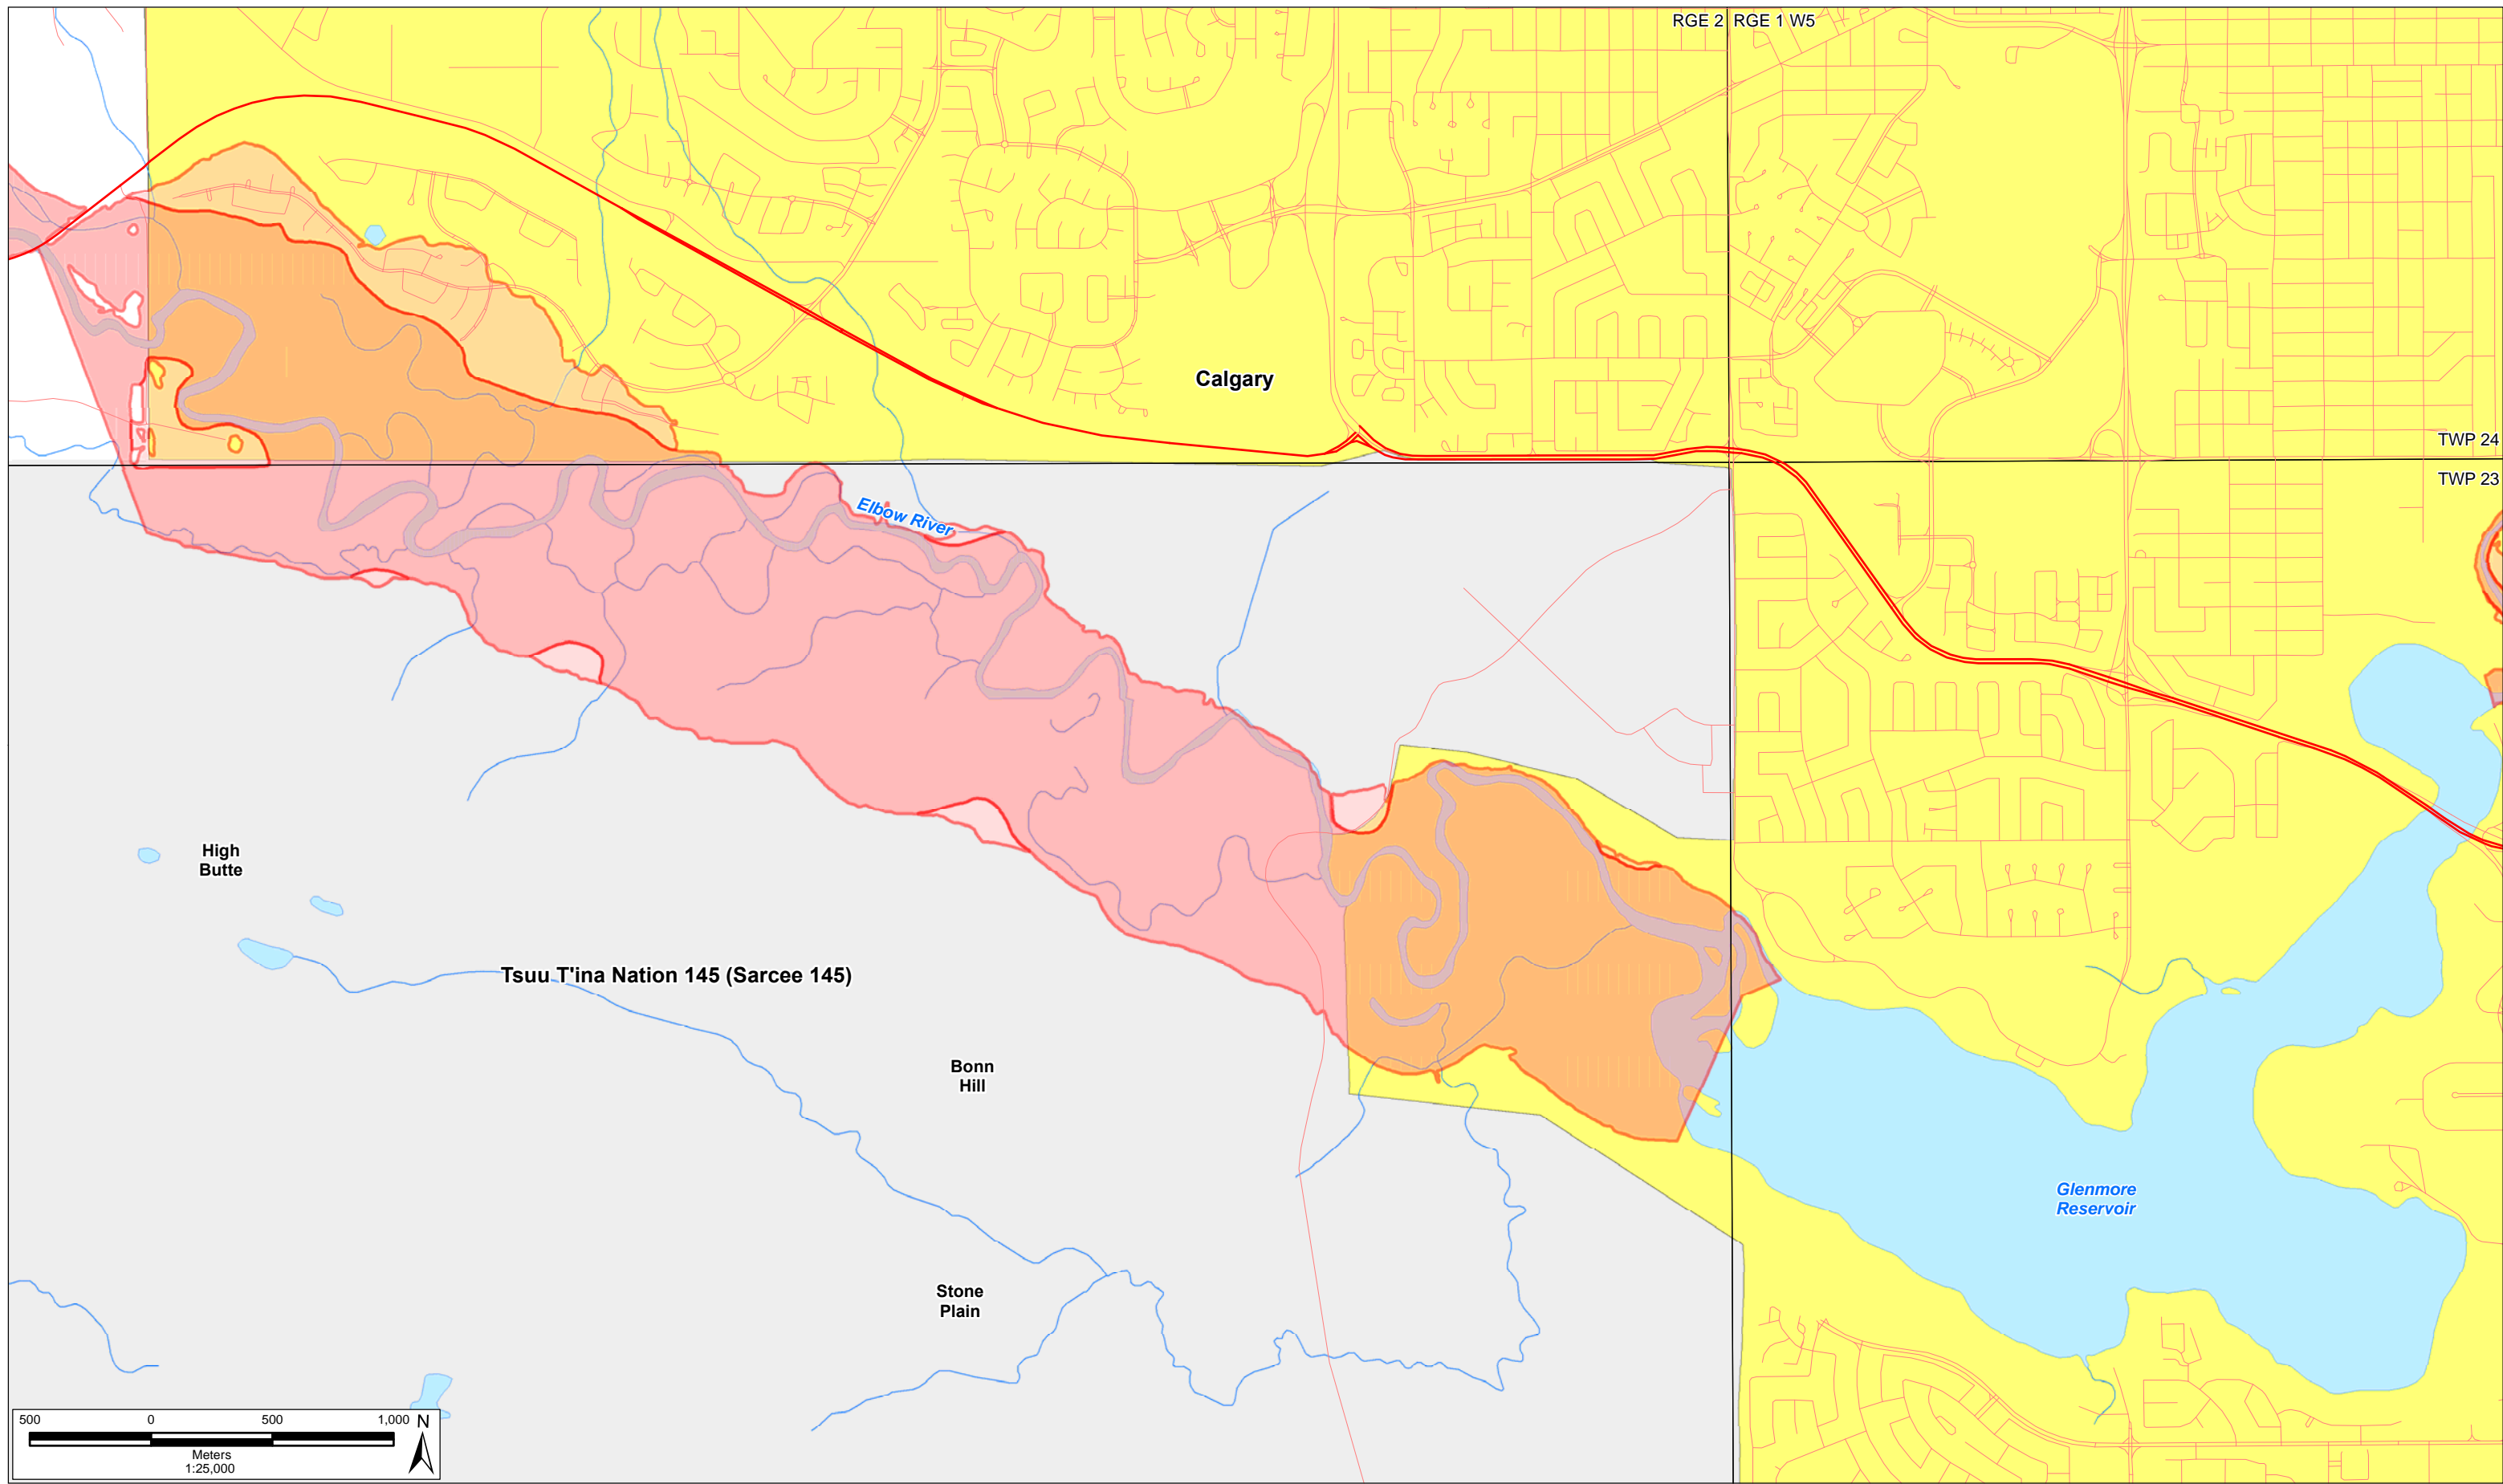 RGE 2
RGE 1 W5
Calgary
TWP 24
TWP 23
Elbow River
High
Butte
Tsuu T'ina Nation 145 (Sarcee 145)
Bonn
Hill
Glenmore
Reservoir
Stone
Plain
500 0 500 1,000 N
Meters
1:25,000